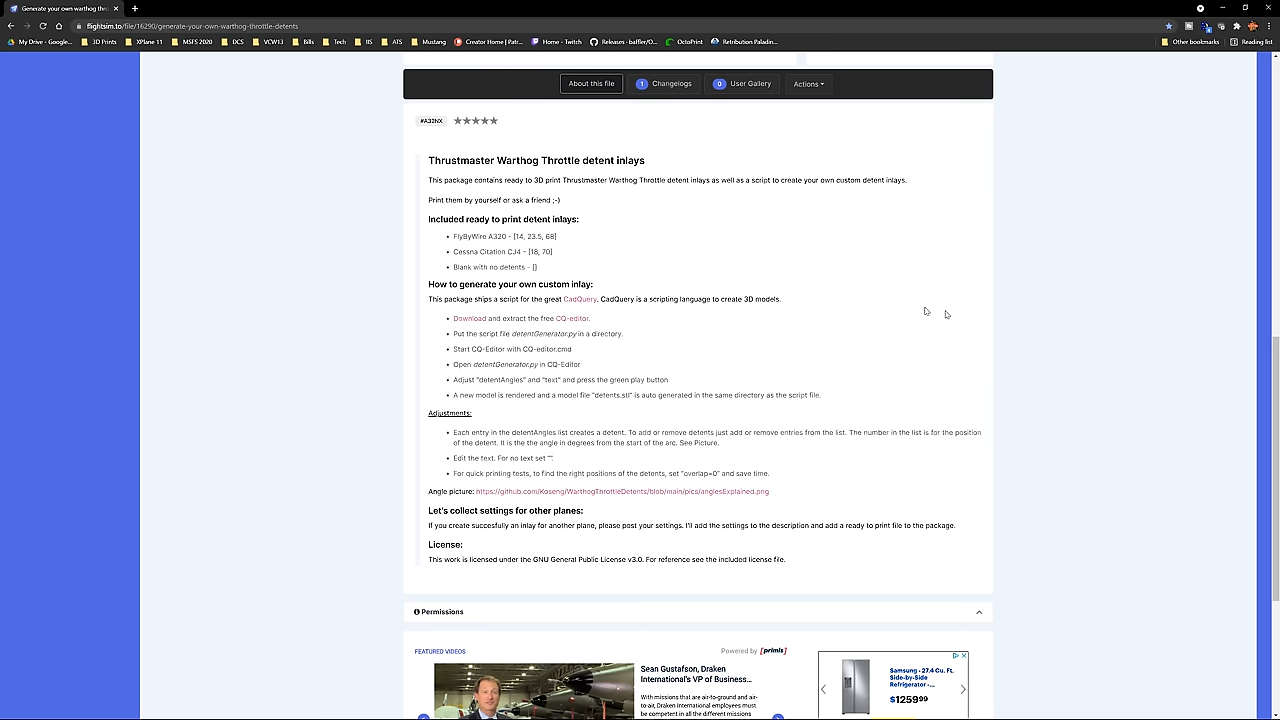 Generate your own warthog thro
flightsim.to/file/16290/generate-your-own-warthog-throttle-detents
My Drive - Google...
3D Prints
XPlane 11
MSFS 2020
DCS
VCW13
Bills
Tech
IIS
ATS
Mustang
Creator Home | Patr...
Home - Twitch
Releases · baffler/O...
OctoPrint
Retribution Paladin...
Other bookmarks
Reading list
About this file
1 Changelogs
0 User Gallery
Actions
#A32NX
Thrustmaster Warthog Throttle detent inlays
This package contains ready to 3D print Thrustmaster Warthog Throttle detent inlays as well as a script to create your own custom detent inlays.
Print them by yourself or ask a friend ;-)
Included ready to print detent inlays:
• FlyByWire A320 - [14, 23.5, 68]
• Cessna Citation CJ4 - [18, 70]
• Blank with no detents - []
How to generate your own custom inlay:
This package ships a script for the great CadQuery. CadQuery is a scripting language to create 3D models.
• Download and extract the free CQ-editor.
• Put the script file detentGenerator.py in a directory.
• Start CQ-Editor with CQ-editor.cmd
• Open detentGenerator.py in CQ-Editor
• Adjust "detentAngles" and "text" and press the green play button
• A new model is rendered and a model file "detents.stl" is auto generated in the same directory as the script file.
Adjustments:
• Each entry in the detentAngles list creates a detent. To add or remove detents just add or remove entries from the list. The number in the list is for the position
of the detent. It is the the angle in degrees from the start of the arc. See Picture.
• Edit the text. For no text set "".
• For quick printing tests, to find the right positions of the detents, set "overlap=0" and save time.
Angle picture: https://github.com/Koseng/WarthogThrottleDetents/blob/main/pics/anglesExplained.png
Let's collect settings for other planes:
If you create succesfully an inlay for another plane, please post your settings. I'll add the settings to the description and add a ready to print file to the package.
License:
This work is licensed under the GNU General Public License v3.0. For reference see the included license file.
Permissions
FEATURED VIDEOS
Powered by [primis]
Sean Gustafson, Draken
International's VP of Business...
With missions that are air-to-ground and air-
to-air, Draken International employees must
be competent in all the different missions
Samsung - 27.4 Cu. Ft.
Side-by-Side
Refrigerator -...
$125999